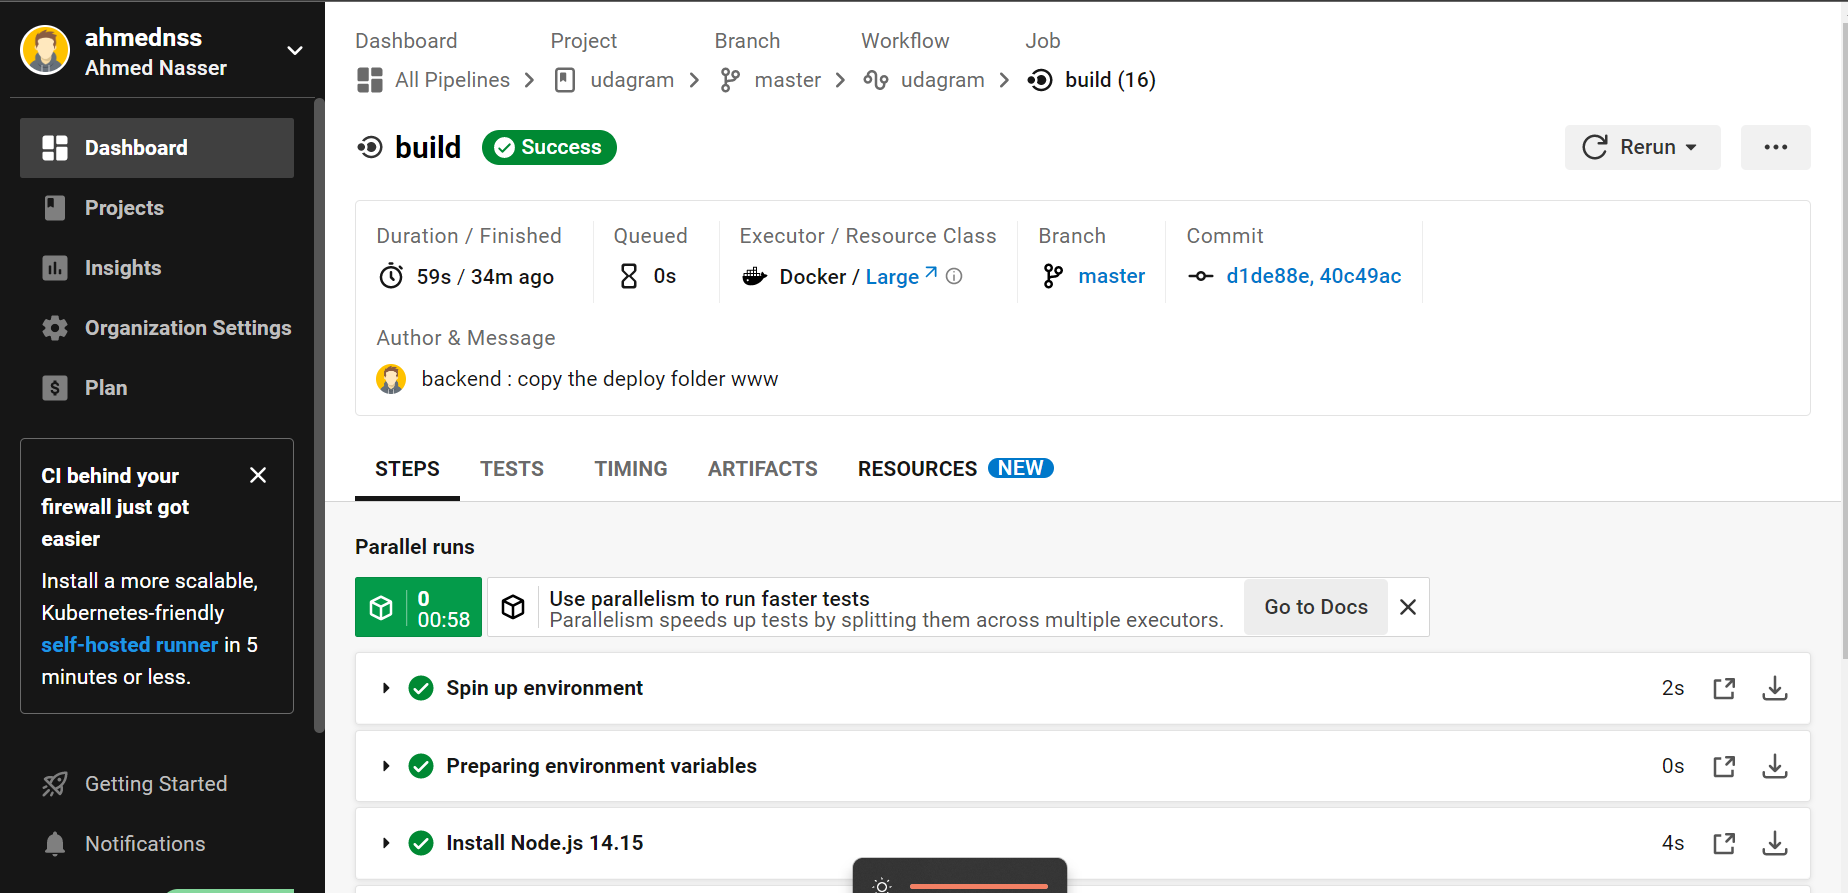 ahmednss
Ahmed Nasser
Dashboard
Projects
Insights
Organization Settings
Plan
CI behind your
firewall just got
easier
Install a more scalable,
Kubernetes-friendly
self-hosted runner in 5
minutes or less.
Getting Started
Notifications
Dashboard Project Branch Workflow Job
All Pipelines udagram master udagram build (16)
build Success Rerun
Duration / Finished Queued Executor / Resource Class Branch Commit
59s / 34m ago 0s Docker / Large master d1de88e, 40c49ac
Author & Message
backend : copy the deploy folder www
STEPS TESTS TIMING ARTIFACTS RESOURCES NEW
Parallel runs
0
00:58
Use parallelism to run faster tests
Parallelism speeds up tests by splitting them across multiple executors.
Go to Docs
Spin up environment 2s
Preparing environment variables 0s
Install Node.js 14.15 4s